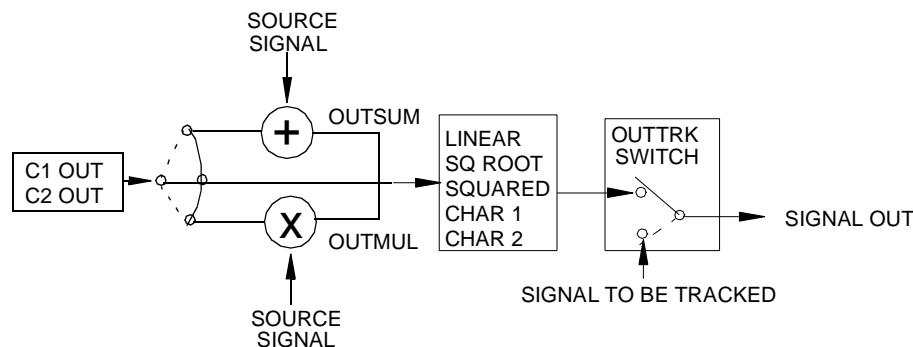 SOURCE
SIGNAL
+
OUTSUM
C1 OUT
C2 OUT
X
OUTMUL
SOURCE
SIGNAL
LINEAR
SQ ROOT
SQUARED
CHAR 1
CHAR 2
OUTTRK
SWITCH
SIGNAL OUT
SIGNAL TO BE TRACKED